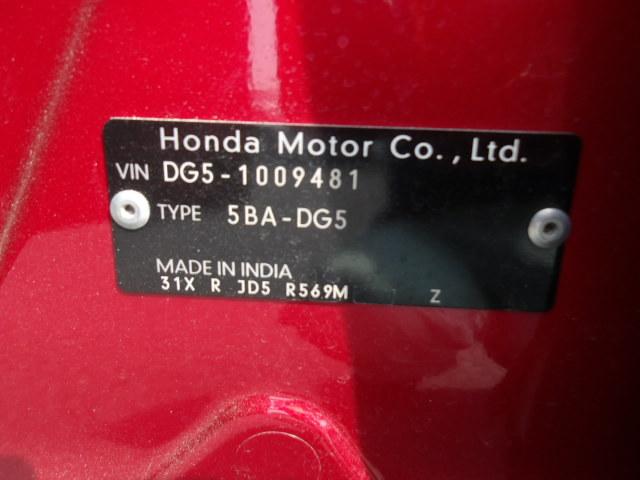 Honda Motor Co., Ltd.
VIN DG5-1009481
TYPE 5BA-DG5
MADE IN INDIA
31X R JD5 R569M Z